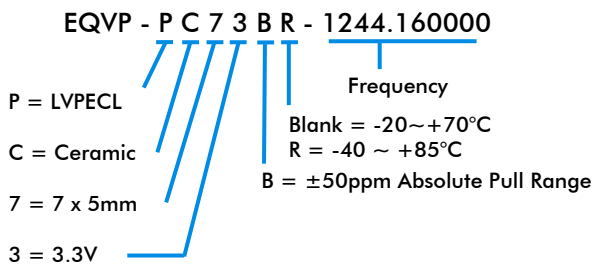 EQVP - P C 7 3 B R - 1244.160000
Frequency
P = LVPECL
Blank = -20~+70°C
C = Ceramic
R = -40 ~ +85°C
B = ±50ppm Absolute Pull Range
7 = 7 x 5mm
3 = 3.3V